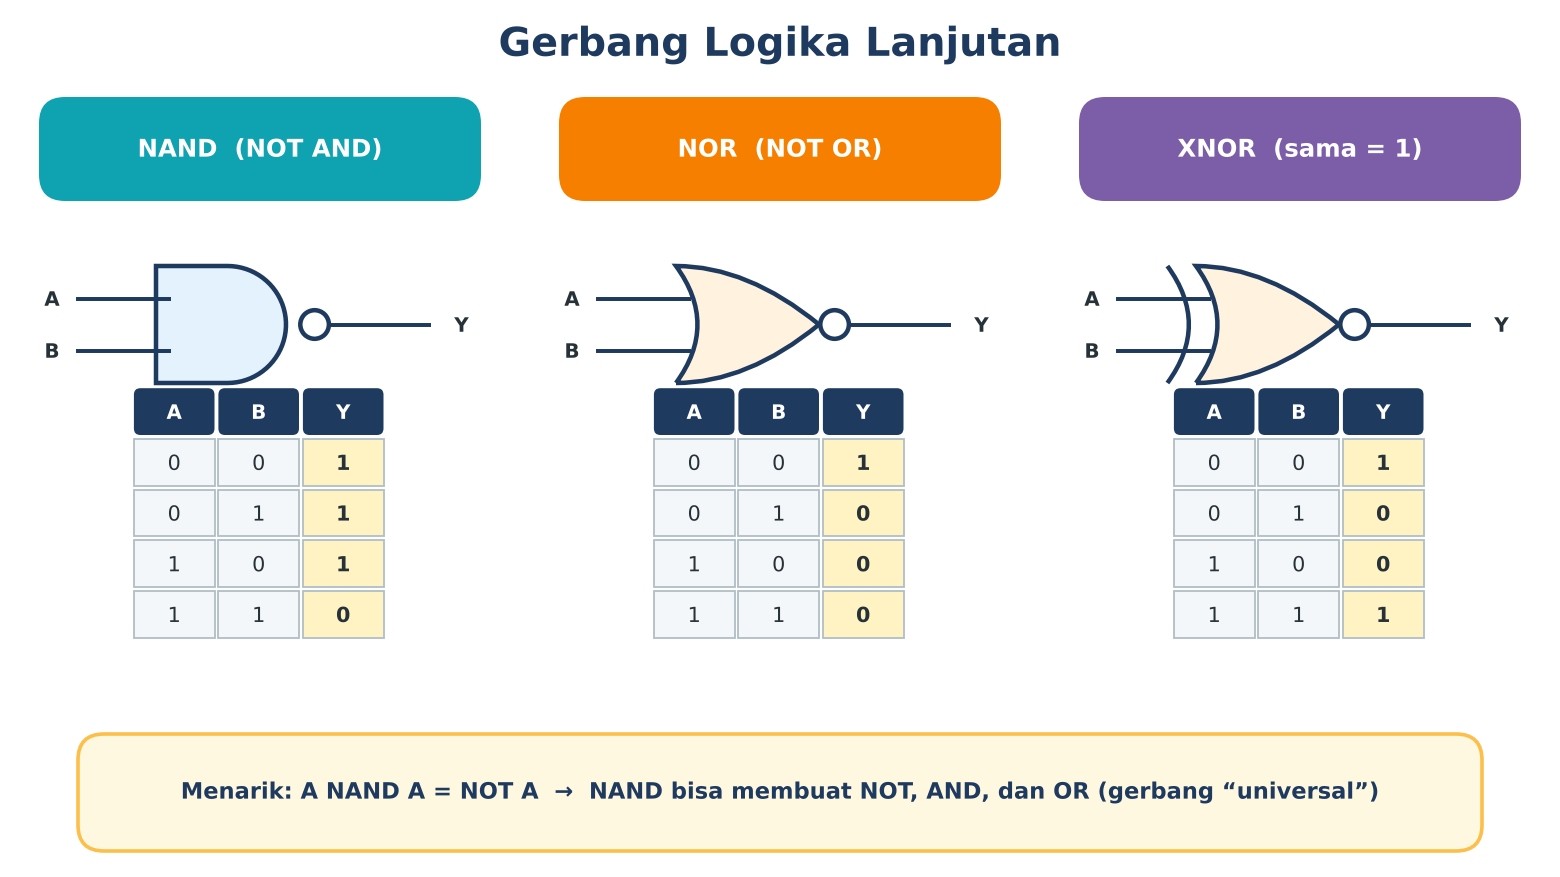 Gerbang Logika Lanjutan
NAND (NOT AND)
NOR (NOT OR)
XNOR (sama = 1)
A
B
Y
A
B
Y
A
B
Y
A B Y
0 0 1
0 1 1
1 0 1
1 1 0
A B Y
0 0 1
0 1 0
1 0 0
1 1 0
A B Y
0 0 1
0 1 0
1 0 0
1 1 1
Menarik: A NAND A = NOT A → NAND bisa membuat NOT, AND, dan OR (gerbang “universal”)